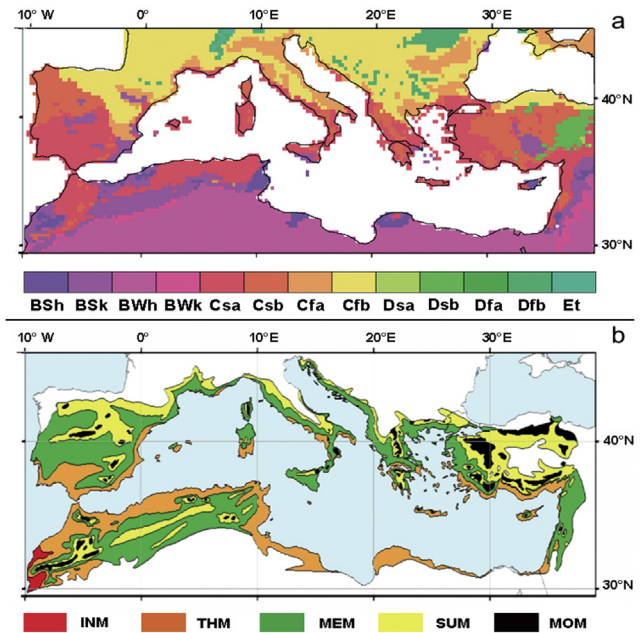 10° W 0° 10° E 20° E 30° E
a
40°N
30°N
BSh BSk BWh BWk Csa Csb Cfa Cfb Dsa Dsb Dfa Dfb Et
b
10° W 0° 10° E 20° E 30° E
40°N
30°N
INM THM MEM SUM MOM